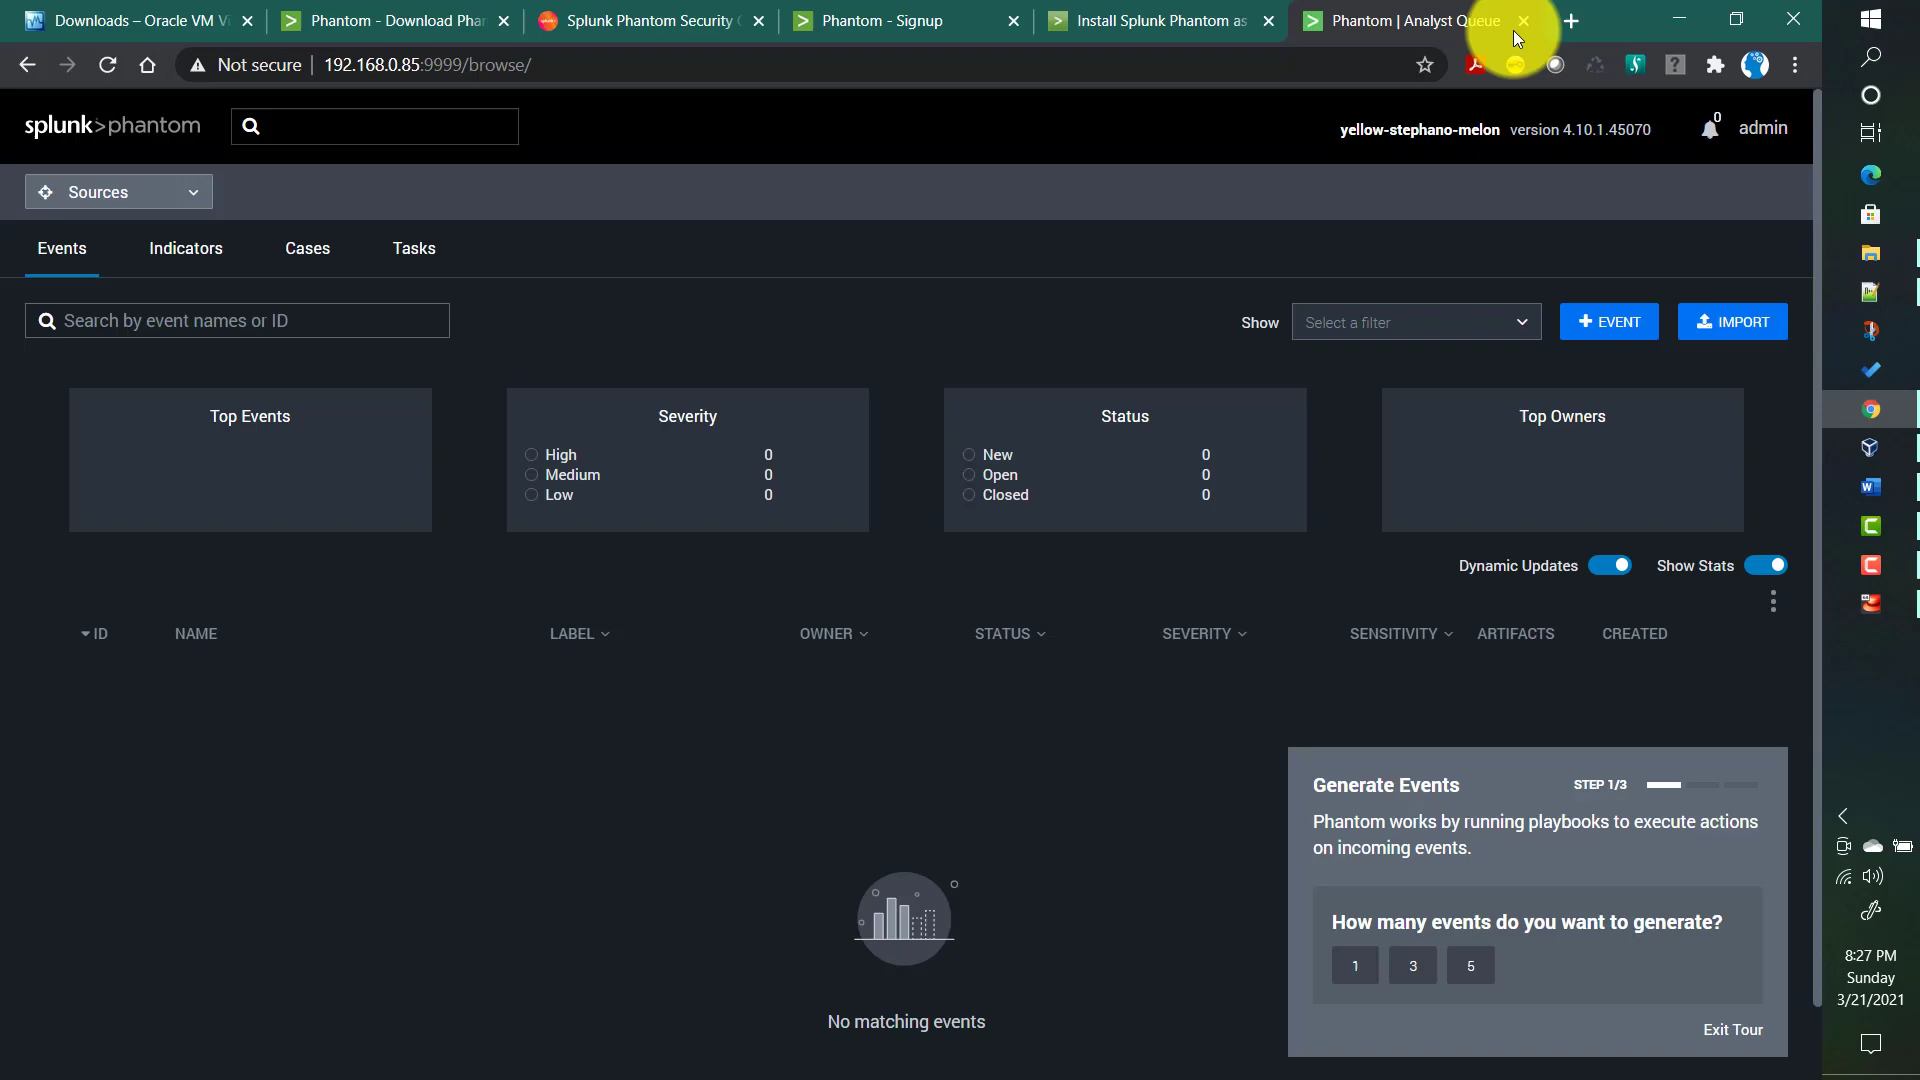 Downloads – Oracle VM Vi
Phantom - Download Phan
Splunk Phantom Security
Phantom - Signup
Install Splunk Phantom as
Phantom | Analyst Queue
Not secure | 192.168.0.85:9999/browse/
splunk>phantom
yellow-stephano-melon version 4.10.1.45070
0
admin
Sources
Events
Indicators
Cases
Tasks
Search by event names or ID
Show
Select a filter
+ EVENT
IMPORT
Top Events
Severity
High 0
Medium 0
Low 0
Status
New 0
Open 0
Closed 0
Top Owners
Dynamic Updates
Show Stats
ID
NAME
LABEL
OWNER
STATUS
SEVERITY
SENSITIVITY
ARTIFACTS
CREATED
No matching events
Generate Events
STEP 1/3
Phantom works by running playbooks to execute actions
on incoming events.
How many events do you want to generate?
1
3
5
Exit Tour
8:27 PM
Sunday
3/21/2021